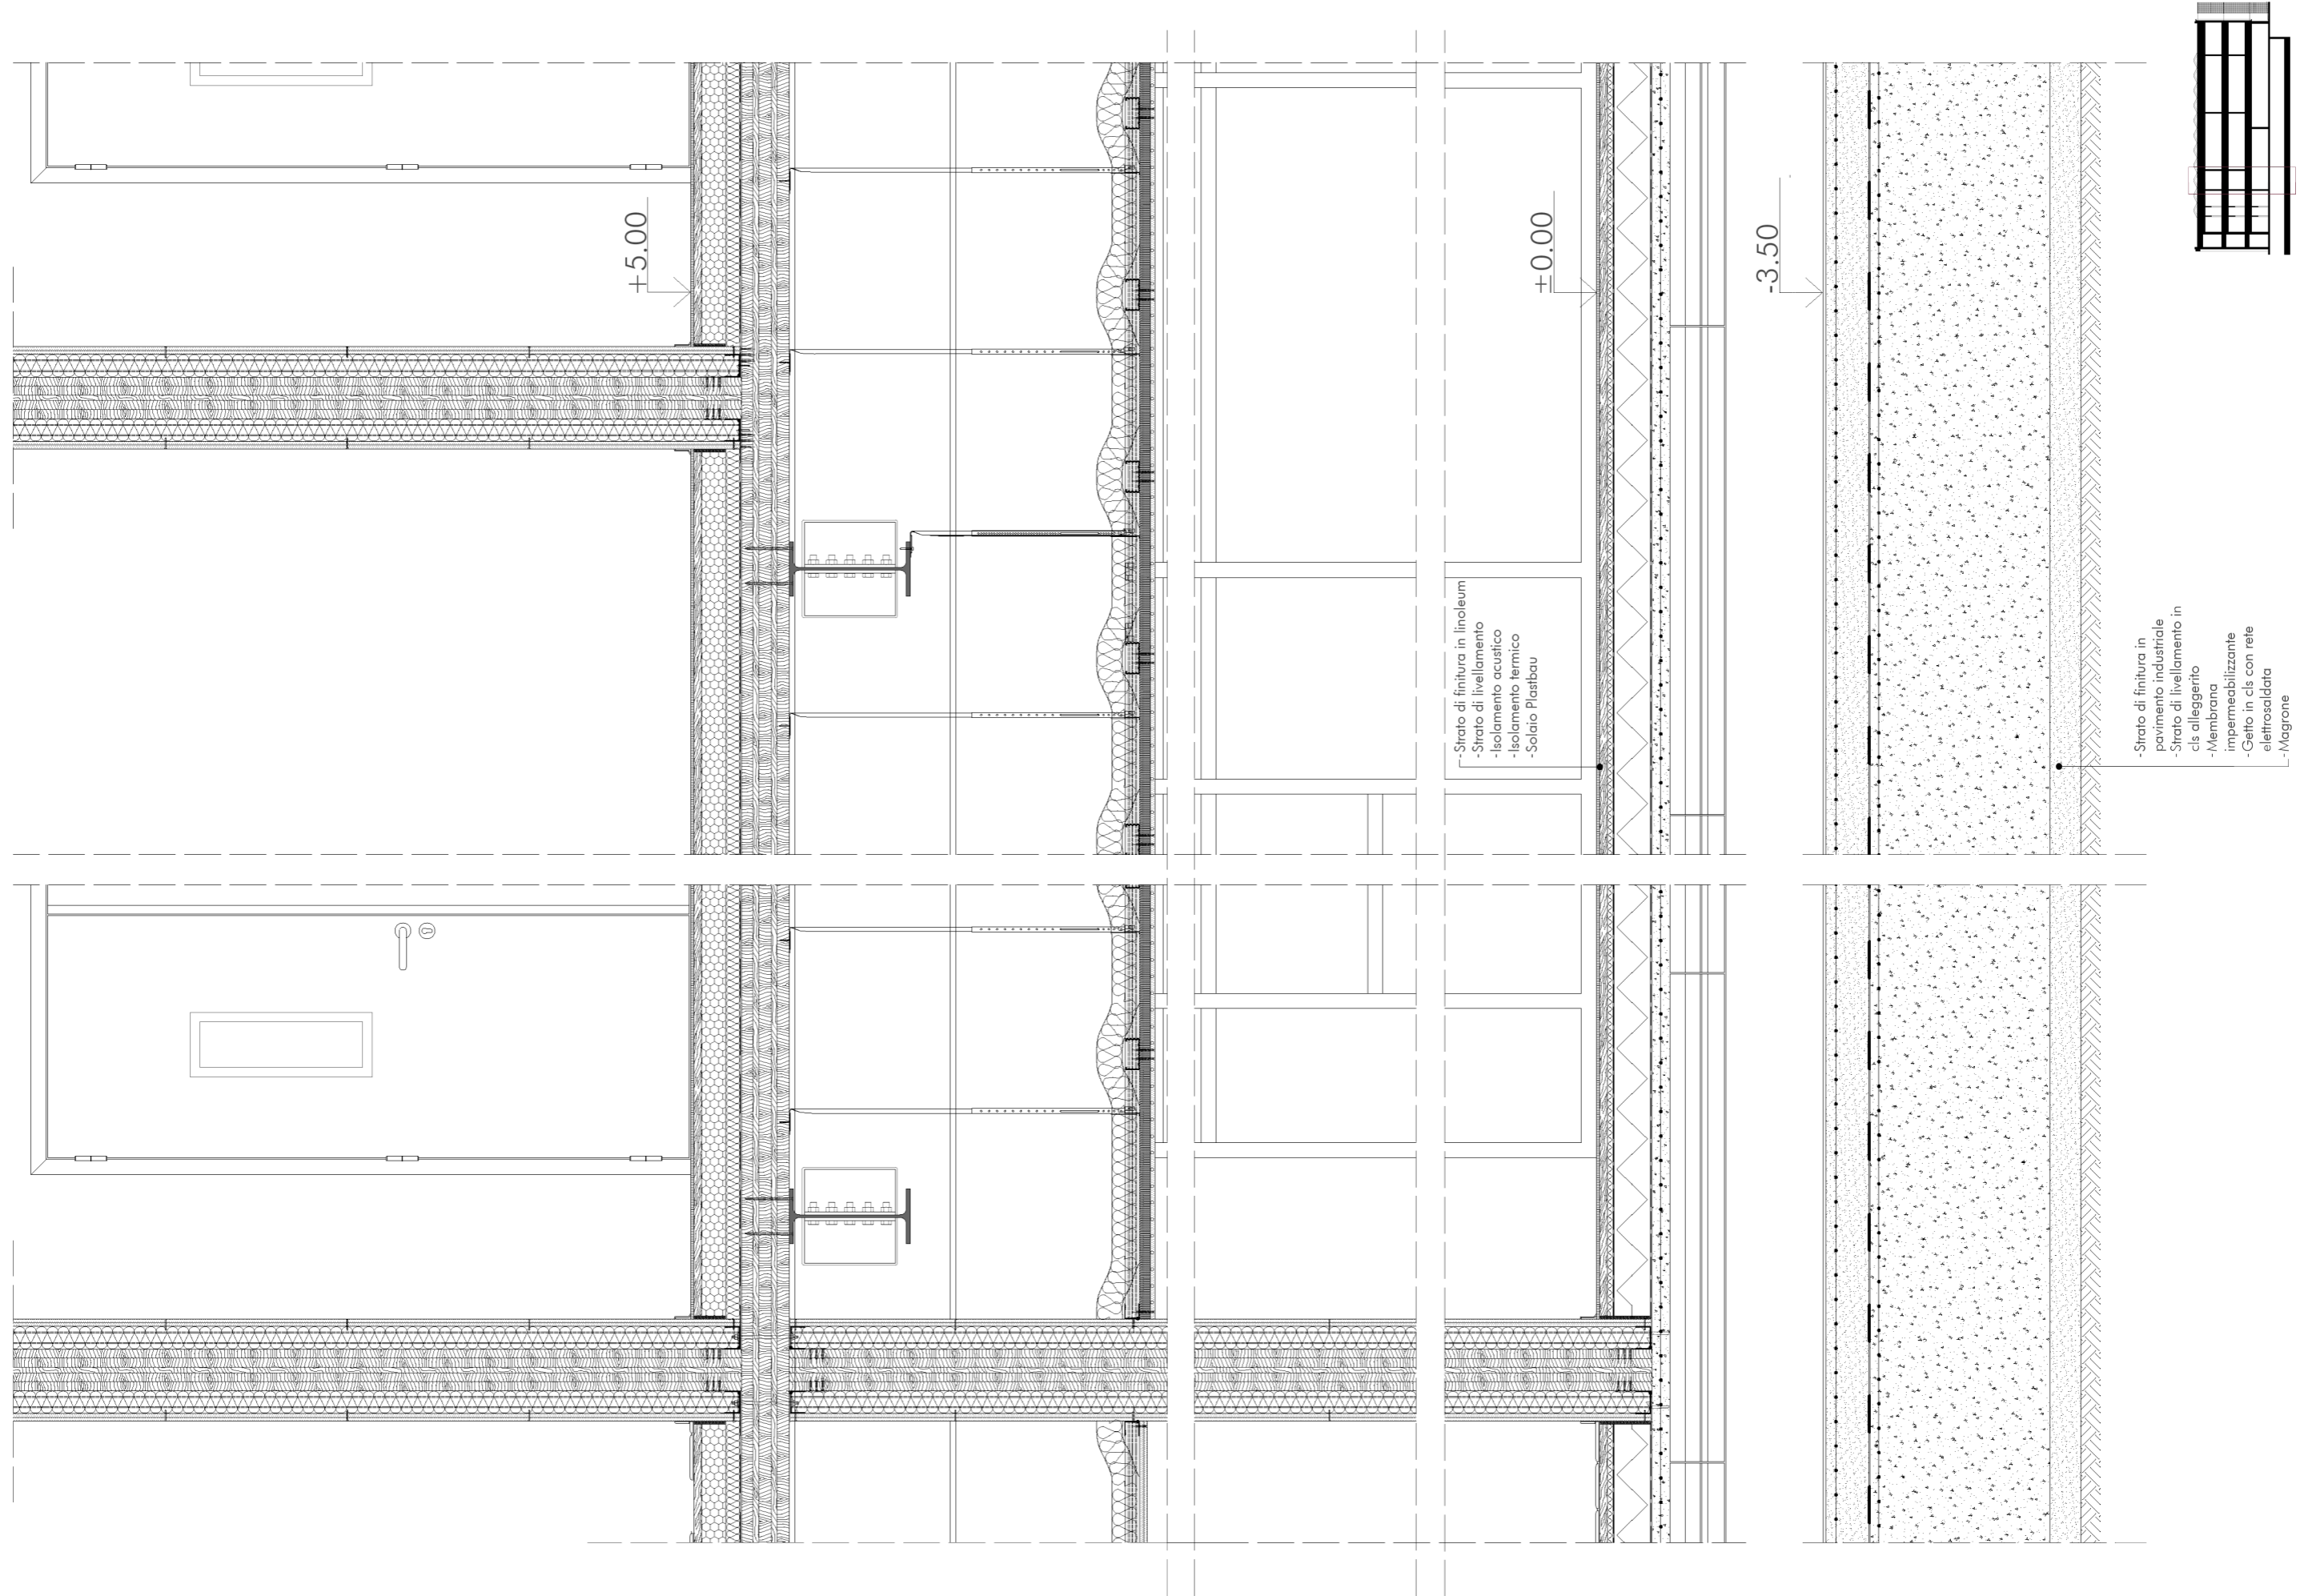 +5.00
+0.00
-3.50
-Strato di finitura in linoleum
-Strato di livellamento
-Isolamento acustico
-Isolamento termico
-Solaio Plastbau
-Strato di finitura in
pavimento industriale
-Strato di livellamento in
cls alleggerito
-Membrana
impermeabilizzante
-Getto in cls con rete
elettrosaldata
-Magrone